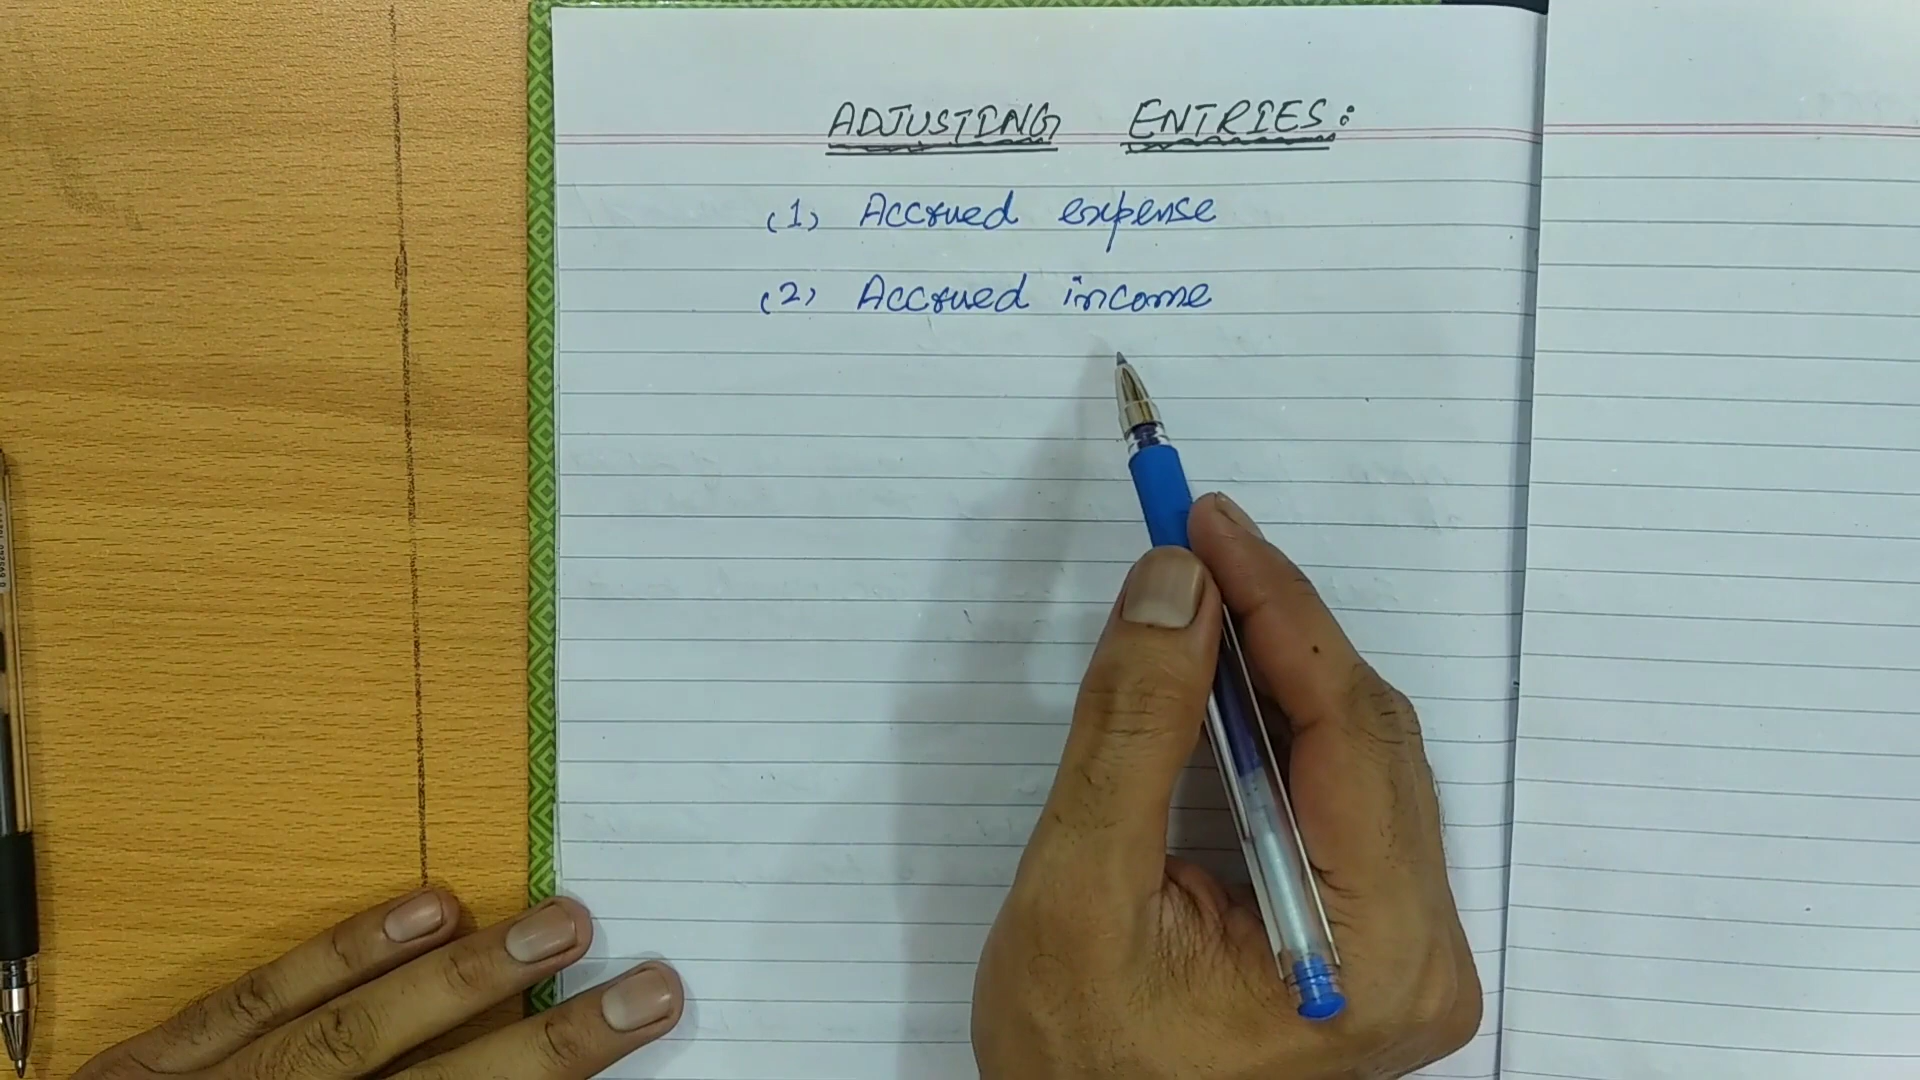 ADJUSTING ENTRIES:
(1) Accrued expense
(2) Accrued income